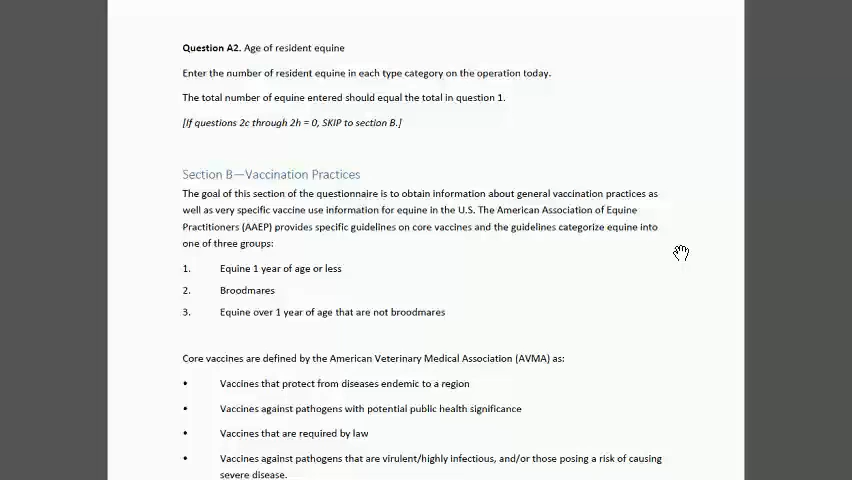 Question A2. Age of resident equine
Enter the number of resident equine in each type category on the operation today.
The total number of equine entered should equal the total in question 1.
[If questions 2c through 2h = 0, SKIP to section B.]
Section B—Vaccination Practices
The goal of this section of the questionnaire is to obtain information about general vaccination practices as
well as very specific vaccine use information for equine in the U.S. The American Association of Equine
Practitioners (AAEP) provides specific guidelines on core vaccines and the guidelines categorize equine into
one of three groups:
1. Equine 1 year of age or less
2. Broodmares
3. Equine over 1 year of age that are not broodmares
Core vaccines are defined by the American Veterinary Medical Association (AVMA) as:
• Vaccines that protect from diseases endemic to a region
• Vaccines against pathogens with potential public health significance
• Vaccines that are required by law
• Vaccines against pathogens that are virulent/highly infectious, and/or those posing a risk of causing
severe disease.